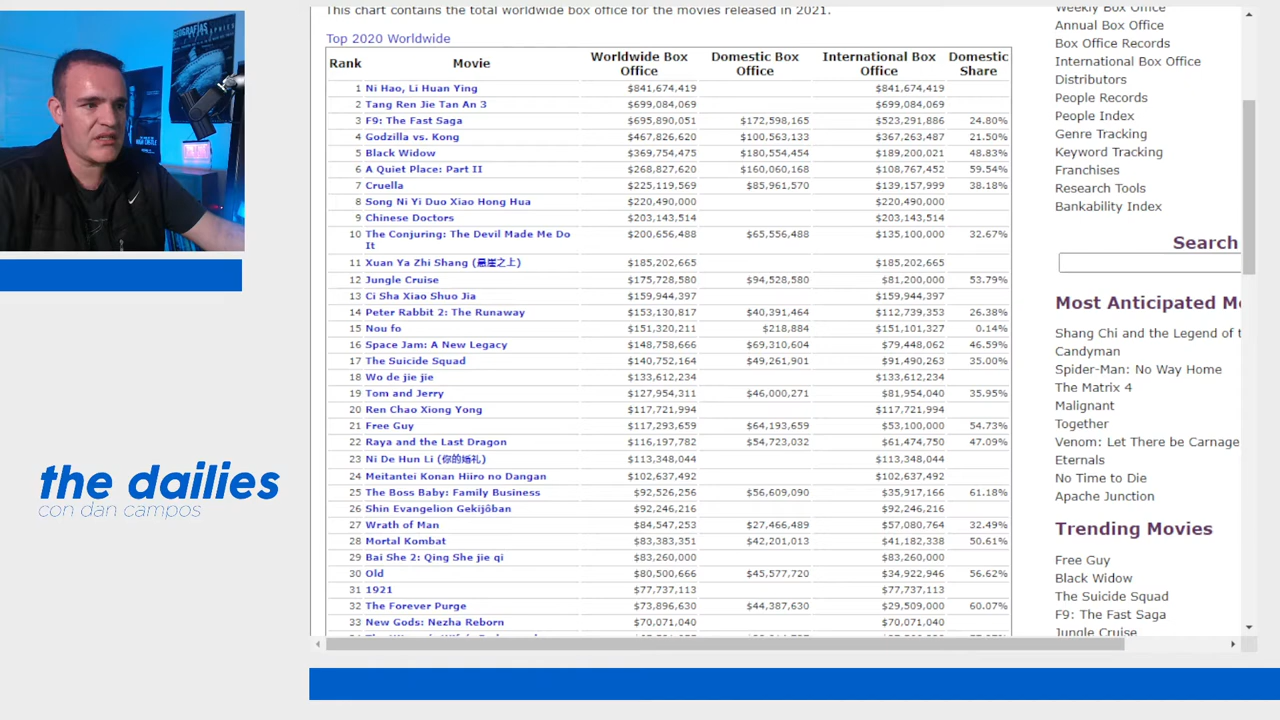 This chart contains the total worldwide box office for the movies released in 2021.
Top 2020 Worldwide
Rank Movie Worldwide Box Office Domestic Box Office International Box Office Domestic Share
1 Ni Hao, Li Huan Ying $841,674,419 $841,674,419
2 Tang Ren Jie Tan An 3 $699,084,069 $699,084,069
3 F9: The Fast Saga $695,890,051 $172,598,165 $523,291,886 24.80%
4 Godzilla vs. Kong $467,826,620 $100,563,133 $367,263,487 21.50%
5 Black Widow $369,754,475 $180,554,454 $189,200,021 48.83%
6 A Quiet Place: Part II $268,827,620 $160,060,168 $108,767,452 59.54%
7 Cruella $225,119,569 $85,961,570 $139,157,999 38.18%
8 Song Ni Yi Duo Xiao Hong Hua $220,490,000 $220,490,000
9 Chinese Doctors $203,143,514 $203,143,514
10 The Conjuring: The Devil Made Me Do It $200,656,488 $65,556,488 $135,100,000 32.67%
11 Xuan Ya Zhi Shang (悬崖之上) $185,202,665 $185,202,665
12 Jungle Cruise $175,728,580 $94,528,580 $81,200,000 53.79%
13 Ci Sha Xiao Shuo Jia $159,944,397 $159,944,397
14 Peter Rabbit 2: The Runaway $153,130,817 $40,391,464 $112,739,353 26.38%
15 Nou fo $151,320,211 $218,884 $151,101,327 0.14%
16 Space Jam: A New Legacy $148,758,666 $69,310,604 $79,448,062 46.59%
17 The Suicide Squad $140,752,164 $49,261,901 $91,490,263 35.00%
18 Wo de jie jie $133,612,234 $133,612,234
19 Tom and Jerry $127,954,311 $46,000,271 $81,954,040 35.95%
20 Ren Chao Xiong Yong $117,721,994 $117,721,994
21 Free Guy $117,293,659 $64,193,659 $53,100,000 54.73%
22 Raya and the Last Dragon $116,197,782 $54,723,032 $61,474,750 47.09%
23 Ni De Hun Li (你的婚礼) $113,348,044 $113,348,044
24 Meitantei Konan Hiiro no Dangan $102,637,492 $102,637,492
25 The Boss Baby: Family Business $92,526,256 $56,609,090 $35,917,166 61.18%
26 Shin Evangelion Gekijôban $92,246,216 $92,246,216
27 Wrath of Man $84,547,253 $27,466,489 $57,080,764 32.49%
28 Mortal Kombat $83,383,351 $42,201,013 $41,182,338 50.61%
29 Bai She 2: Qing She jie qi $83,260,000 $83,260,000
30 Old $80,500,666 $45,577,720 $34,922,946 56.62%
31 1921 $77,737,113 $77,737,113
32 The Forever Purge $73,896,630 $44,387,630 $29,509,000 60.07%
33 New Gods: Nezha Reborn $70,071,040 $70,071,040
Weekly Box Office
Annual Box Office
Box Office Records
International Box Office
Distributors
People Records
People Index
Genre Tracking
Keyword Tracking
Franchises
Research Tools
Bankability Index
Search
Most Anticipated Mo
Shang Chi and the Legend of t
Candyman
Spider-Man: No Way Home
The Matrix 4
Malignant
Together
Venom: Let There be Carnage
Eternals
No Time to Die
Apache Junction
Trending Movies
Free Guy
Black Widow
The Suicide Squad
F9: The Fast Saga
Jungle Cruise
the dailies
con dan campos